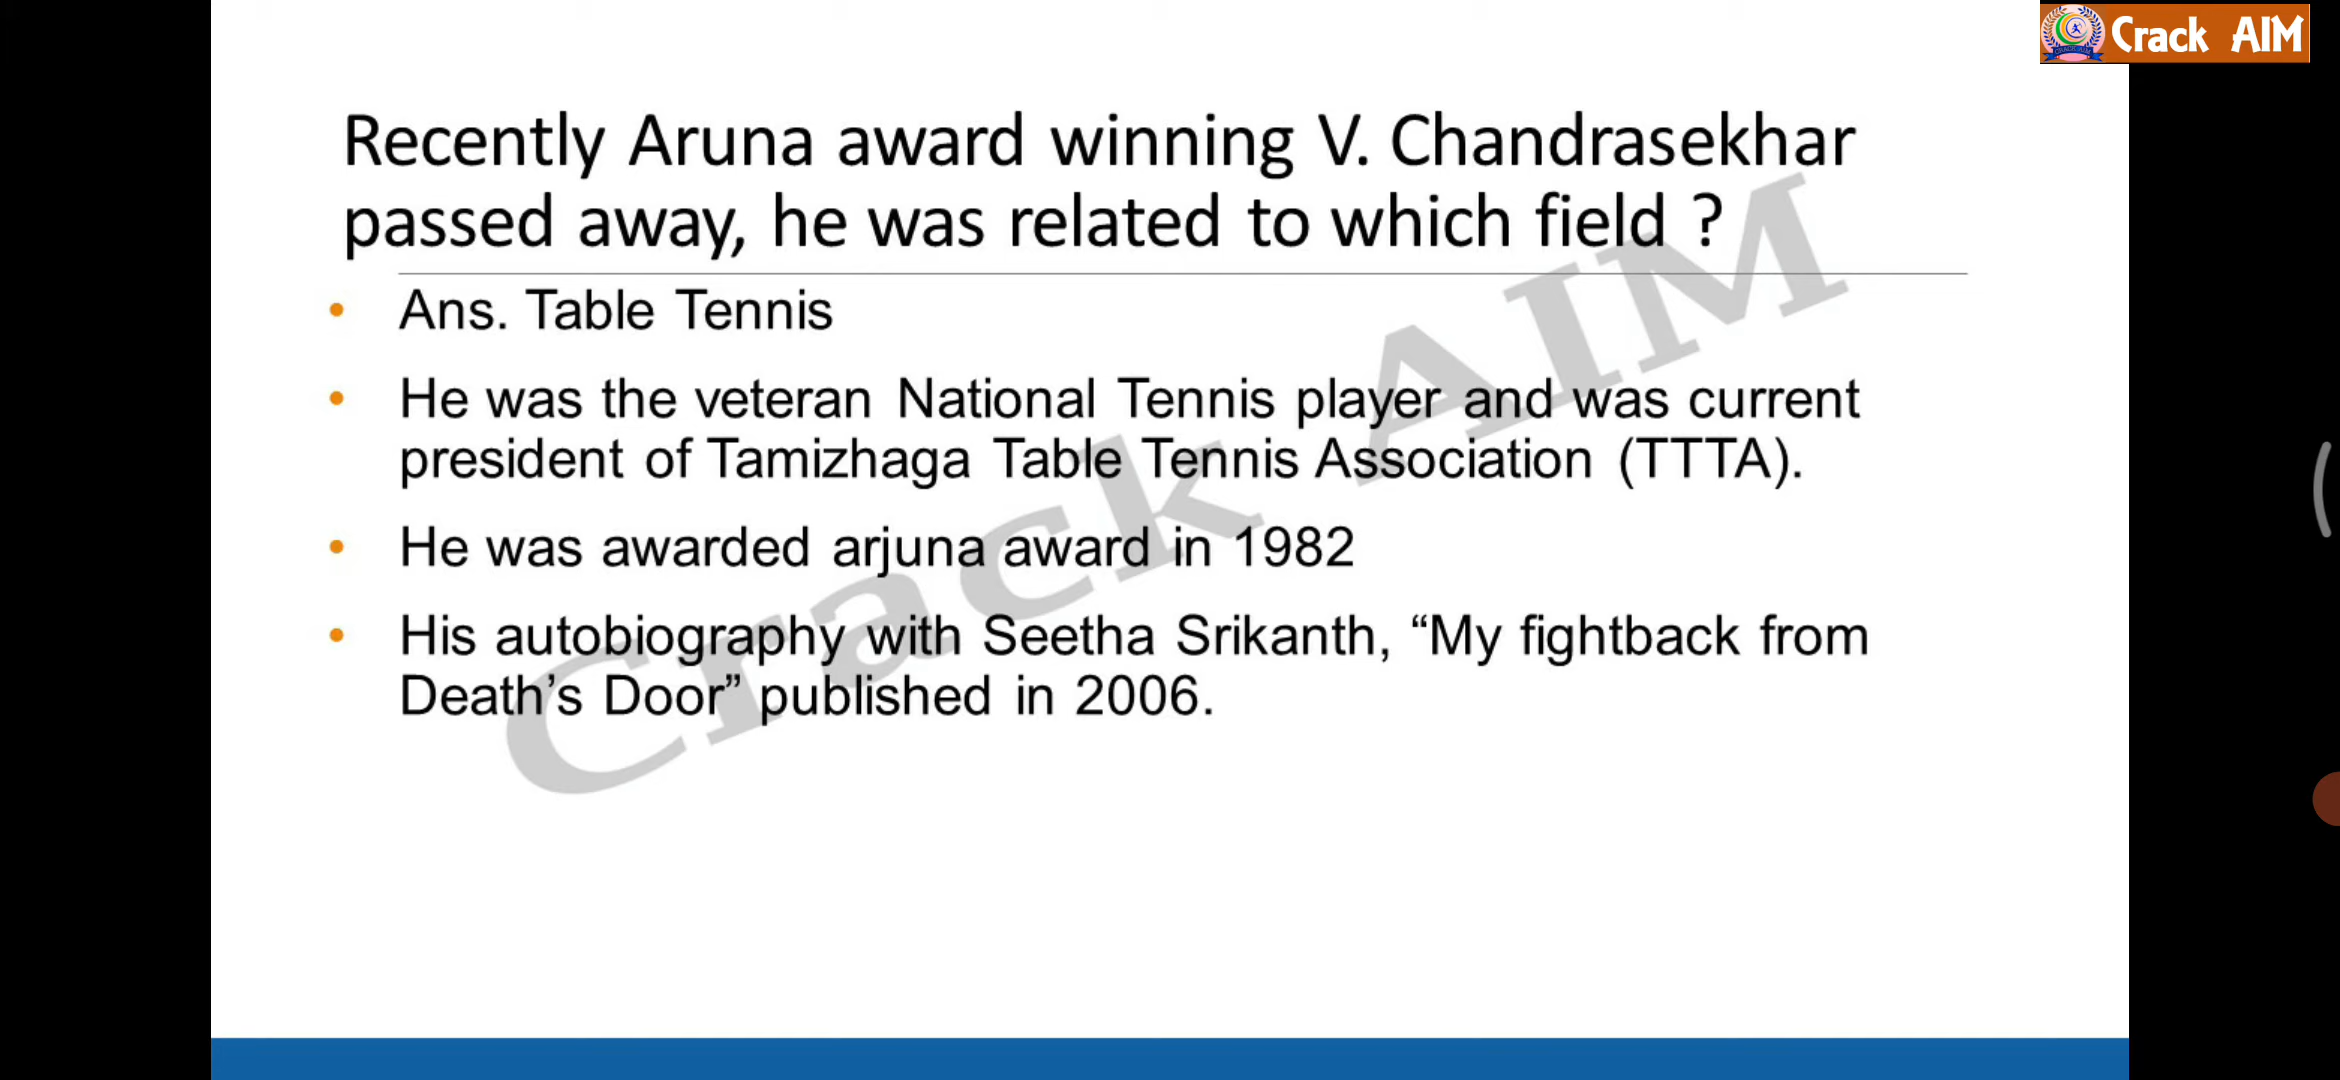 Crack AIM
Recently Aruna award winning V. Chandrasekhar
passed away, he was related to which field ?
• Ans. Table Tennis
• He was the veteran National Tennis player and was current
president of Tamizhaga Table Tennis Association (TTTA).
• He was awarded arjuna award in 1982
• His autobiography with Seetha Srikanth, “My fightback from
Death’s Door” published in 2006.
Crack AIM